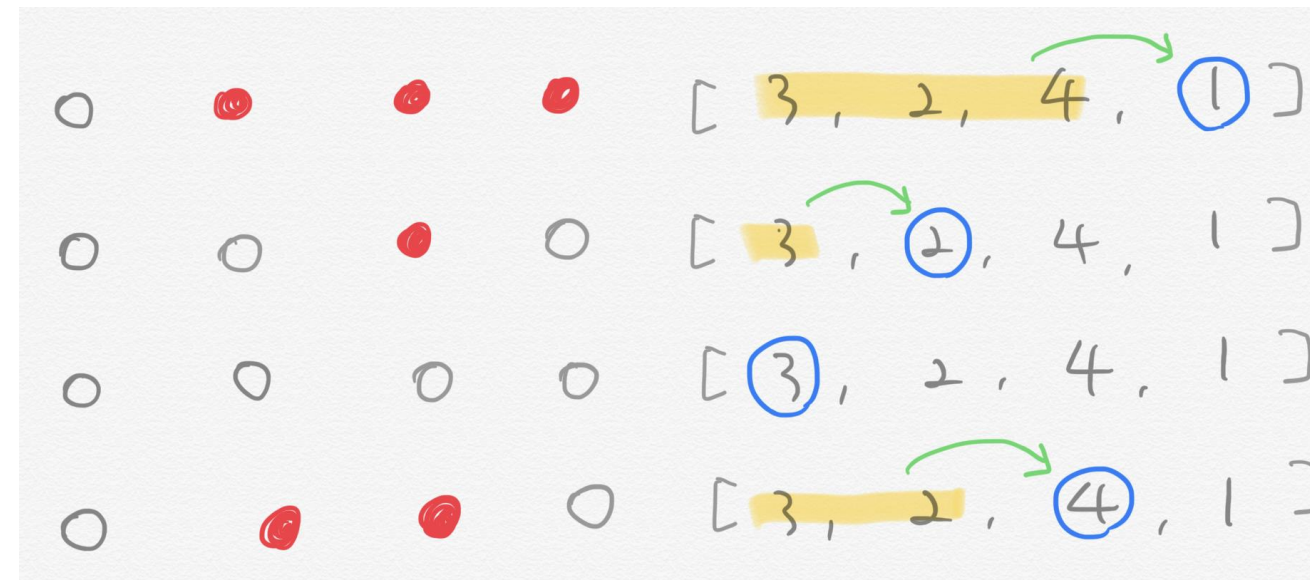 [ 3, 2, 4, 1 ]
[ 3, 2, 4, 1 ]
[ 3, 2, 4, 1 ]
[ 3, 2, 4, 1 ]